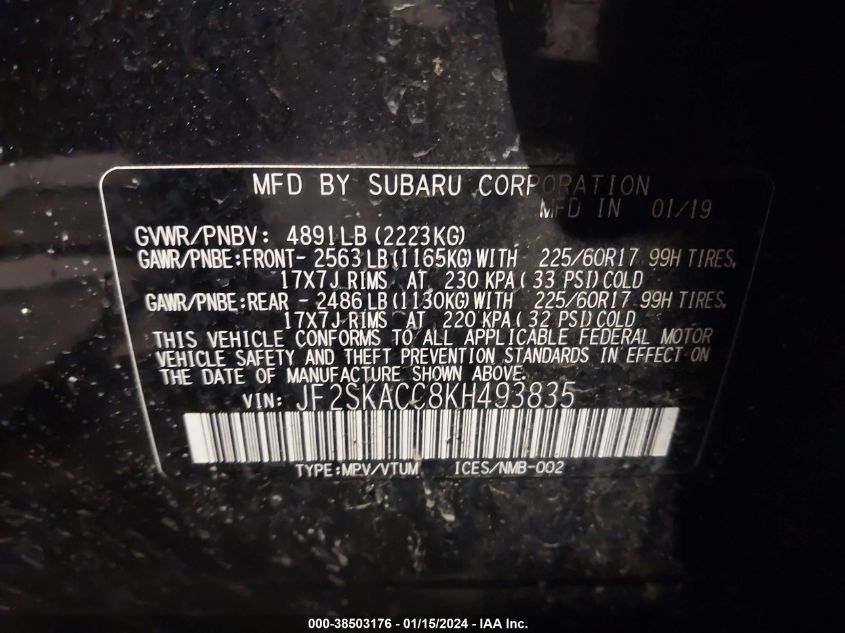 MFD BY SUBARU CORPORATION
MFD IN 01/19
GVWR/PNBV: 4891LB (2223KG)
GAWR/PNBE:FRONT- 2563LB(1165KG)WITH 225/60R17 99H TIRES,
17X7J RIMS AT 230 KPA( 33 PSI)COLD
GAWR/PNBE:REAR - 2486LB(1130KG)WITH 225/60R17 99H TIRES,
17X7J RIMS AT 220 KPA( 32 PSI)COLD
THIS VEHICLE CONFORMS TO ALL APPLICABLE FEDERAL MOTOR
VEHICLE SAFETY AND THEFT PREVENTION STANDARDS IN EFFECT ON
THE DATE OF MANUFACTURE SHOWN ABOVE.
VIN: JF2SKACC8KH493835
TYPE:MPV/VTUM ICES/NMB-002
000-38503176 - 01/15/2024 - IAA Inc.